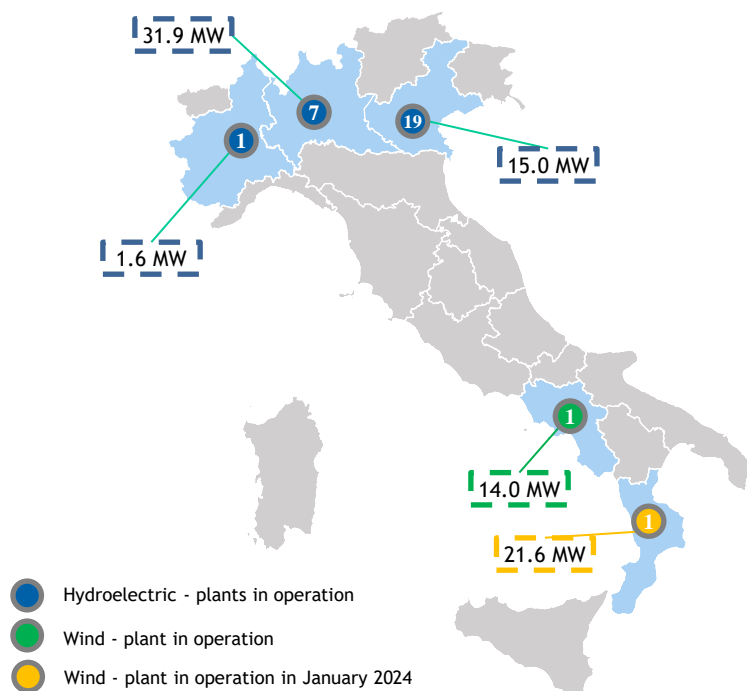 31.9 MW
7
19
1
15.0 MW
1.6 MW
1
14.0 MW
1
21.6 MW
Hydroelectric - plants in operation
Wind - plant in operation
Wind - plant in operation in January 2024